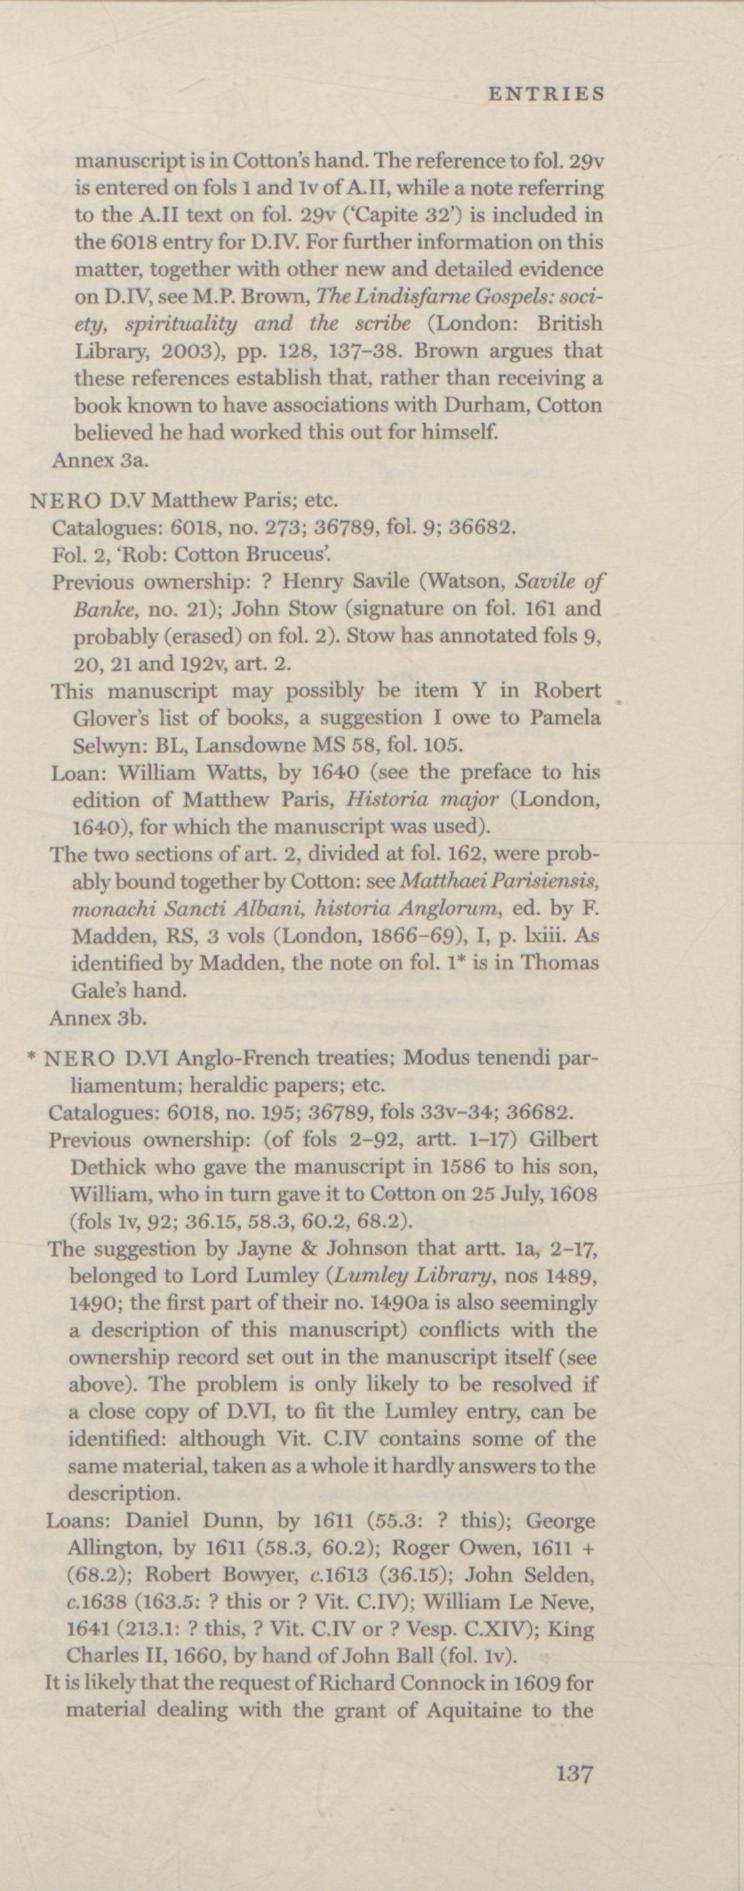 ENTRIES
manuscript is in Cotton's hand. The reference to fol. 29v
is entered on fols 1 and 1v of A.II, while a note referring
to the A.II text on fol. 29v ('Capite 32') is included in
the 6018 entry for D.IV. For further information on this
matter, together with other new and detailed evidence
on D.IV, see M.P. Brown, The Lindisfarne Gospels: soci-
ety, spirituality and the scribe (London: British
Library, 2003), pp. 128, 137–38. Brown argues that
these references establish that, rather than receiving a
book known to have associations with Durham, Cotton
believed he had worked this out for himself.
Annex 3a.
NERO D.V Matthew Paris; etc.
Catalogues: 6018, no. 273; 36789, fol. 9; 36682.
Fol. 2, 'Rob: Cotton Bruceus'.
Previous ownership: ? Henry Savile (Watson, Savile of
Banke, no. 21); John Stow (signature on fol. 161 and
probably (erased) on fol. 2). Stow has annotated fols 9,
20, 21 and 192v, art. 2.
This manuscript may possibly be item Y in Robert
Glover's list of books, a suggestion I owe to Pamela
Selwyn: BL, Lansdowne MS 58, fol. 105.
Loan: William Watts, by 1640 (see the preface to his
edition of Matthew Paris, Historia major (London,
1640), for which the manuscript was used).
The two sections of art. 2, divided at fol. 162, were prob-
ably bound together by Cotton: see Matthaei Parisiensis,
monachi Sancti Albani, historia Anglorum, ed. by F.
Madden, RS, 3 vols (London, 1866–69), I, p. lxiii. As
identified by Madden, the note on fol. 1* is in Thomas
Gale's hand.
Annex 3b.
* NERO D.VI Anglo-French treaties; Modus tenendi par-
liamentum; heraldic papers; etc.
Catalogues: 6018, no. 195; 36789, fols 33v–34; 36682.
Previous ownership: (of fols 2–92, artt. 1–17) Gilbert
Dethick who gave the manuscript in 1586 to his son,
William, who in turn gave it to Cotton on 25 July, 1608
(fols 1v, 92; 36.15, 58.3, 60.2, 68.2).
The suggestion by Jayne & Johnson that artt. 1a, 2–17,
belonged to Lord Lumley (Lumley Library, nos 1489,
1490; the first part of their no. 1490a is also seemingly
a description of this manuscript) conflicts with the
ownership record set out in the manuscript itself (see
above). The problem is only likely to be resolved if
a close copy of D.VI, to fit the Lumley entry, can be
identified: although Vit. C.IV contains some of the
same material, taken as a whole it hardly answers to the
description.
Loans: Daniel Dunn, by 1611 (55.3: ? this); George
Allington, by 1611 (58.3, 60.2); Roger Owen, 1611 +
(68.2); Robert Bowyer, c.1613 (36.15); John Selden,
c.1638 (163.5: ? this or ? Vit. C.IV); William Le Neve,
1641 (213.1: ? this, ? Vit. C.IV or ? Vesp. C.XIV); King
Charles II, 1660, by hand of John Ball (fol. 1v).
It is likely that the request of Richard Connock in 1609 for
material dealing with the grant of Aquitaine to the
137